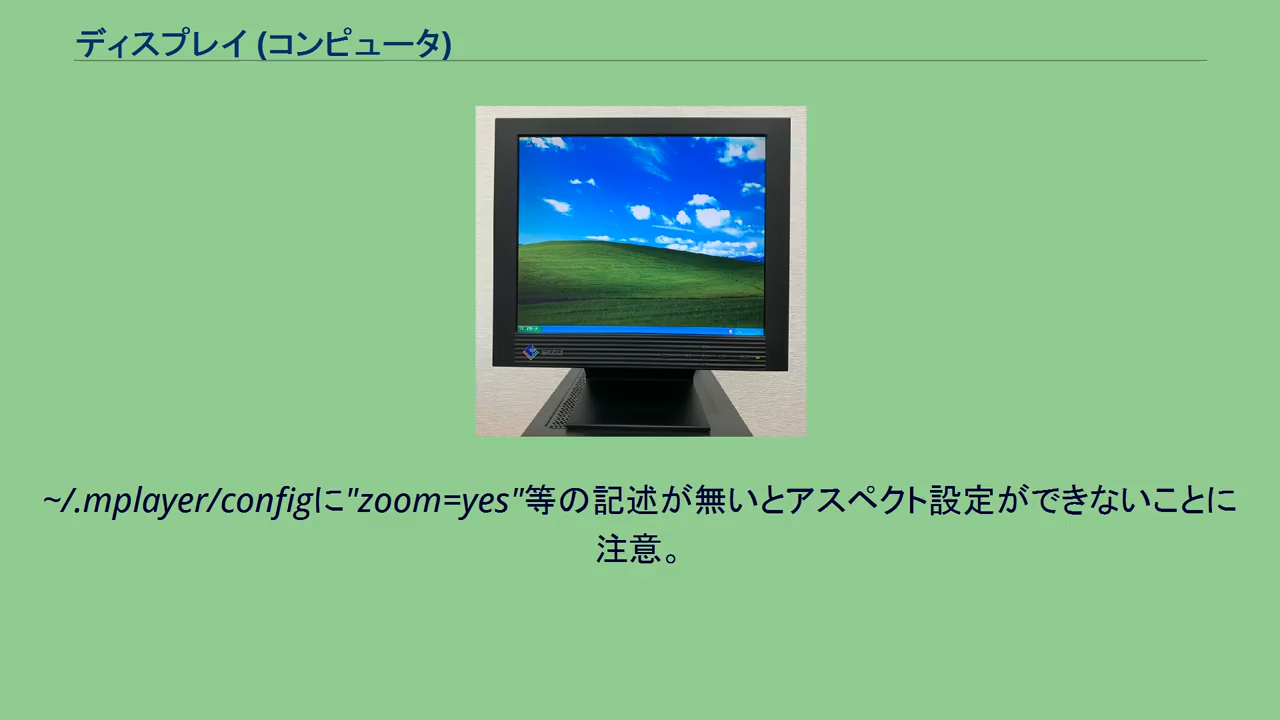 ディスプレイ (コンピュータ)
~/.mplayer/configに"zoom=yes"等の記述が無いとアスペクト設定ができないことに
注意。